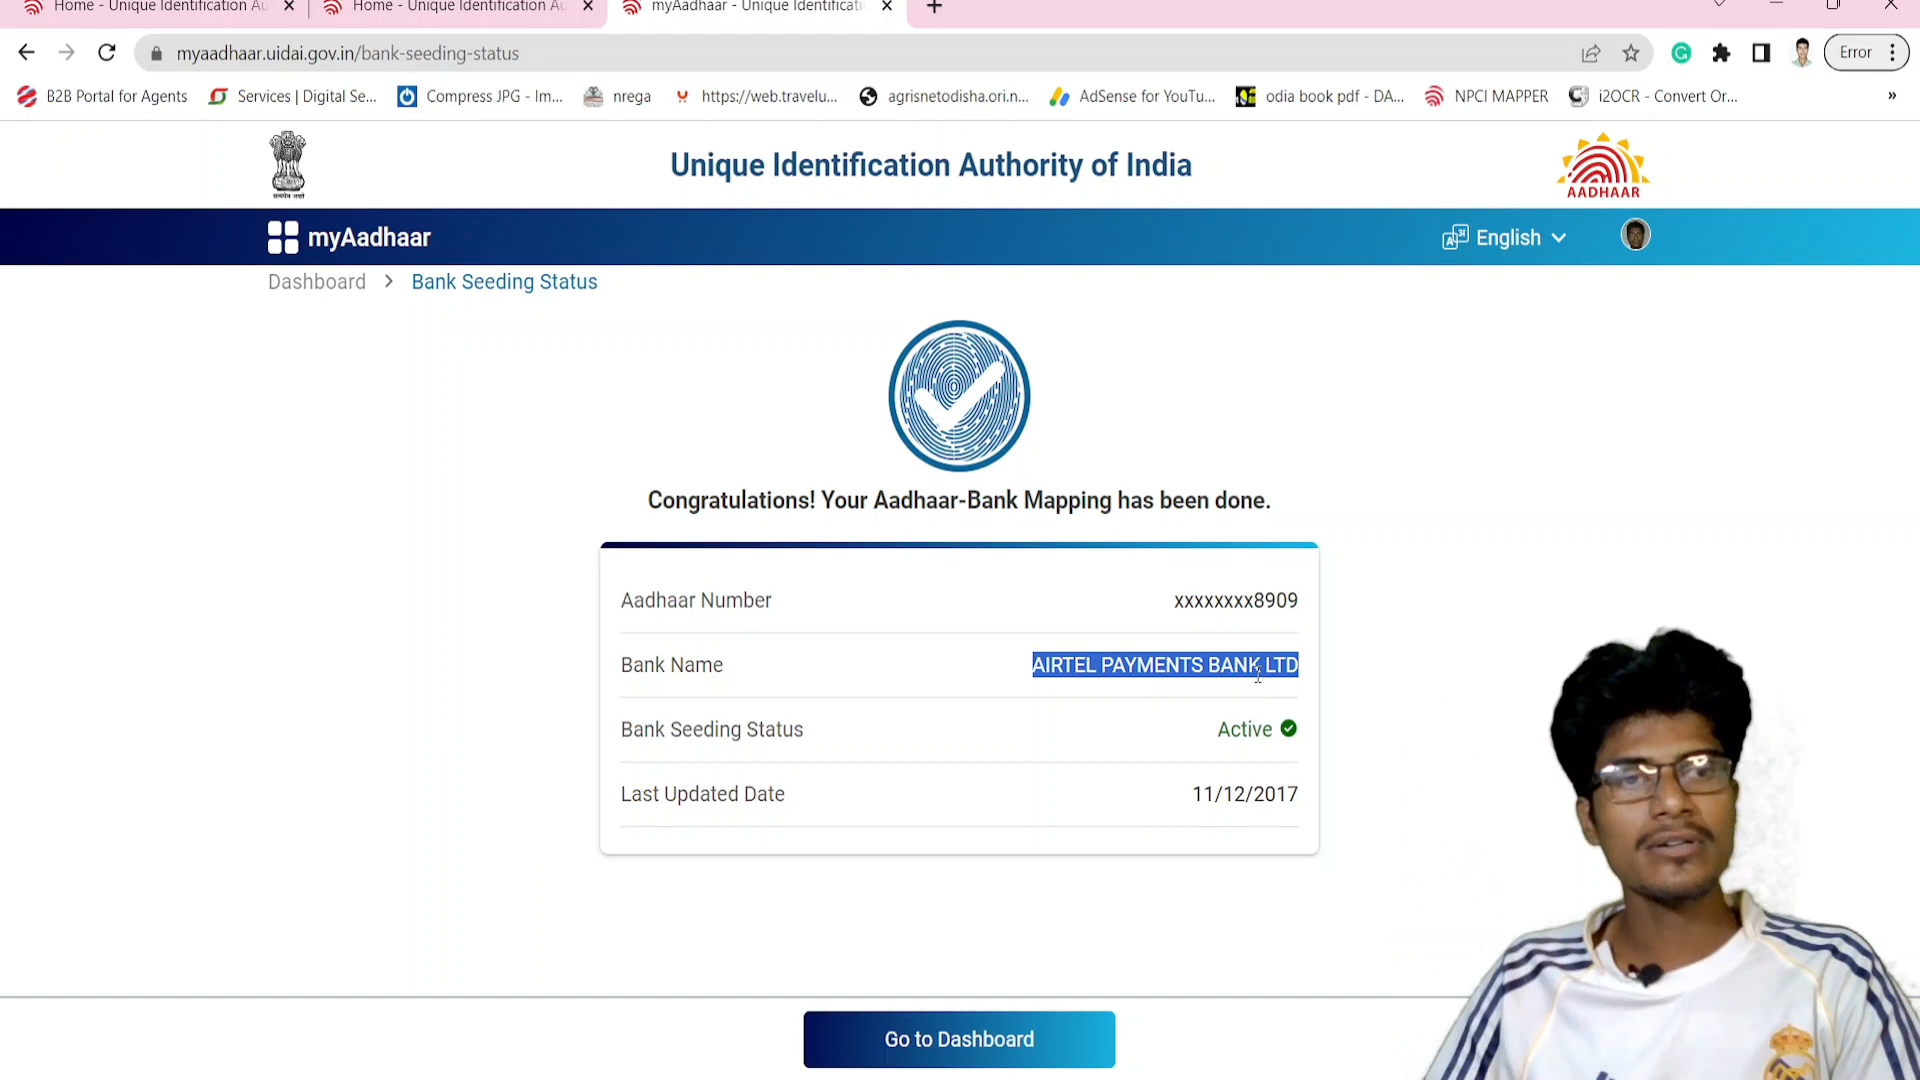 Home - Unique Identification Au
Home - Unique Identification Au
myAadhaar - Unique Identificati
myaadhaar.uidai.gov.in/bank-seeding-status
Error
B2B Portal for Agents
Services | Digital Se...
Compress JPG - Im...
nrega
https://web.travelu...
agrisnetodisha.ori.n...
AdSense for YouTu...
odia book pdf - DA...
NPCI MAPPER
i2OCR - Convert Or...
»
Unique Identification Authority of India
सत्यमेव जयते
AADHAAR
myAadhaar
English
Dashboard > Bank Seeding Status
Congratulations! Your Aadhaar-Bank Mapping has been done.
Aadhaar Number xxxxxxxx8909
Bank Name AIRTEL PAYMENTS BANK LTD
Bank Seeding Status Active
Last Updated Date 11/12/2017
Go to Dashboard